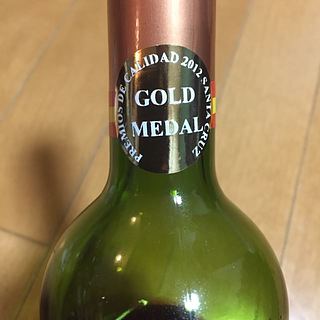 PREMIOS DE CALIDAD 2012 SANTA CRUZ
GOLD
MEDAL